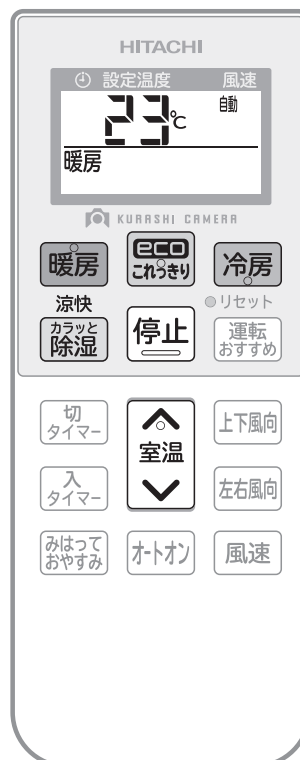 HITACHI
設定温度 風速
23℃ 自動
暖房
KURASHI CAMERA
暖房 eco これっきり 冷房
涼快 リセット
カラッと 除湿 停止 運転 おすすめ
切 タイマー 上下風向
室温
入 タイマー 左右風向
みはって おやすみ オートオン 風速